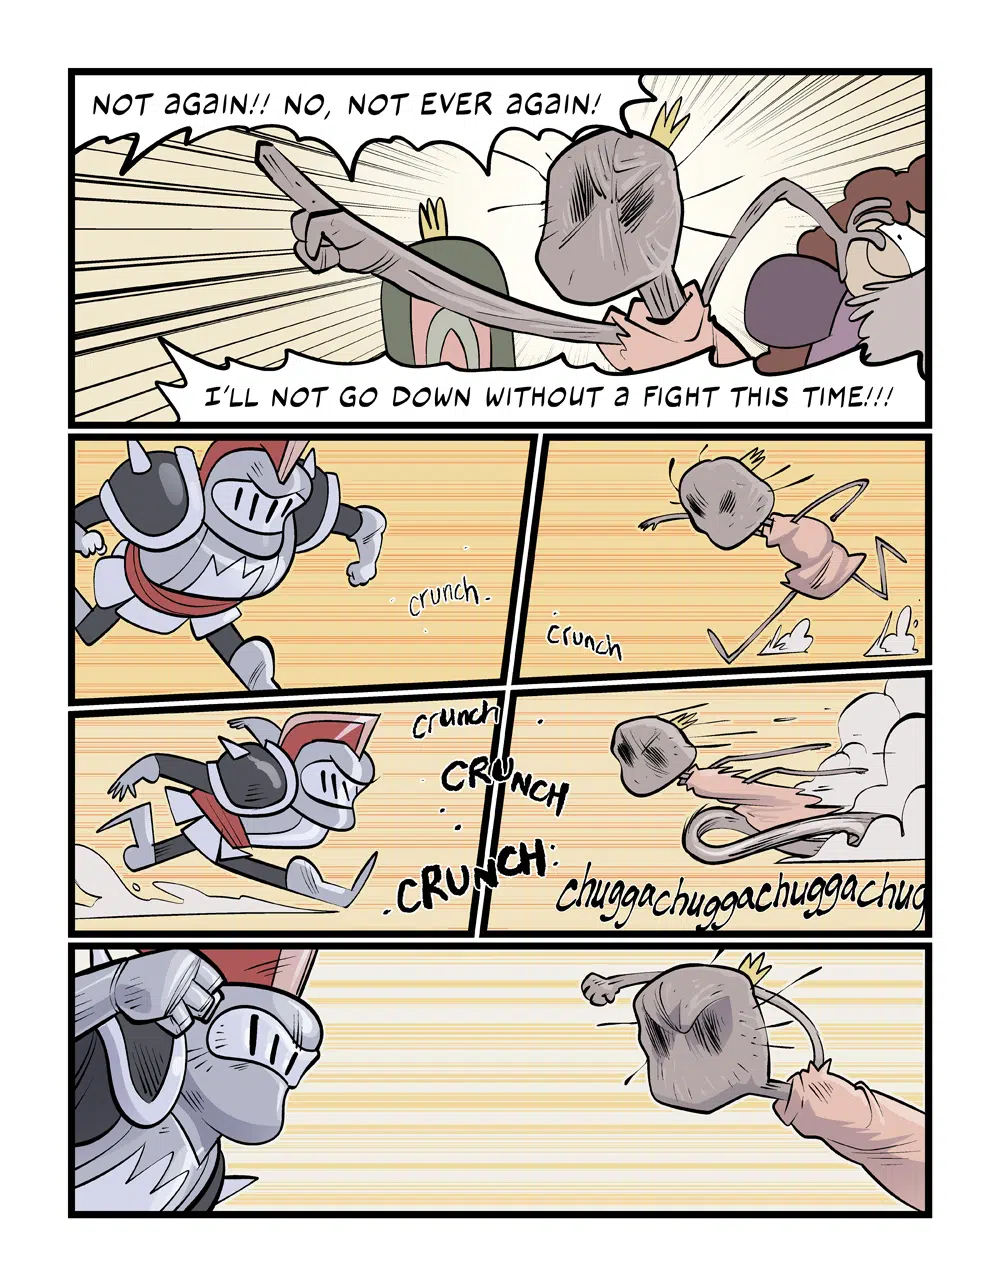 NOT AGAIN!! NO, NOT EVER AGAIN!
I'LL NOT GO DOWN WITHOUT A FIGHT THIS TIME!!!
crunch
crunch
crunch
CRUNCH
CRUNCH
chuggachuggachuggachug